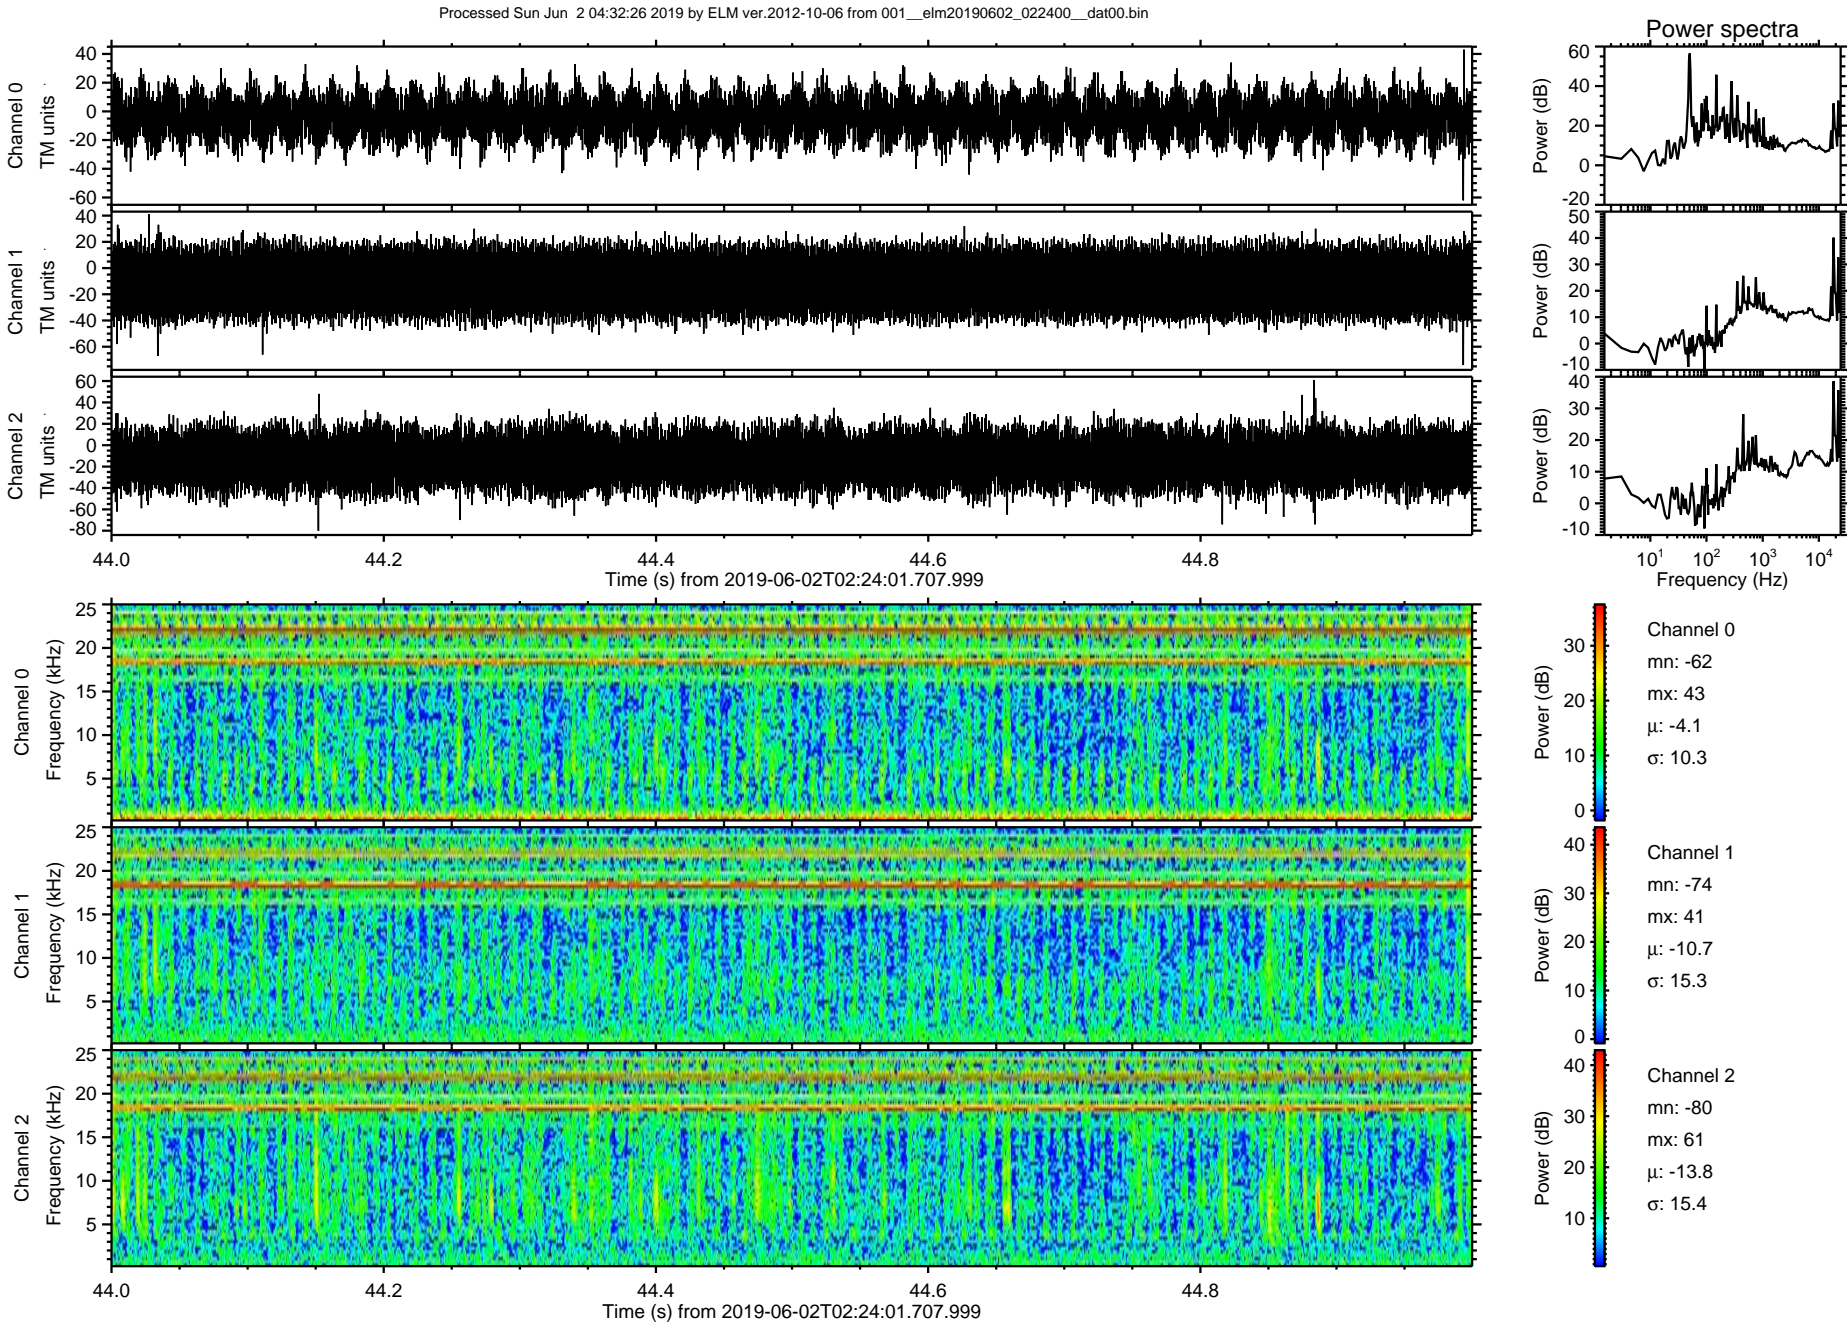 Processed Sun Jun  2 04:32:26 2019 by ELM ver.2012-10-06 from 001__elm20190602_022400__dat00.bin
Power spectra
Channel 0
TM units
40
20
0
-20
-40
-60
Power (dB)
60
40
20
0
-20
Channel 1
TM units
40
20
0
-20
-40
-60
Power (dB)
50
40
30
20
10
0
-10
Channel 2
TM units
60
40
20
0
-20
-40
-60
-80
Power (dB)
40
30
20
10
0
-10
44.0 44.2 44.4 44.6 44.8
Time (s) from 2019-06-02T02:24:01.707.999
10^1 10^2 10^3 10^4
Frequency (Hz)
Channel 0
Frequency (kHz)
25
20
15
10
5
Power (dB)
30
20
10
0
Channel 0
mn: -62
mx: 43
μ: -4.1
σ: 10.3
Channel 1
Frequency (kHz)
25
20
15
10
5
Power (dB)
40
30
20
10
0
Channel 1
mn: -74
mx: 41
μ: -10.7
σ: 15.3
Channel 2
Frequency (kHz)
25
20
15
10
5
Power (dB)
40
30
20
10
Channel 2
mn: -80
mx: 61
μ: -13.8
σ: 15.4
44.0 44.2 44.4 44.6 44.8
Time (s) from 2019-06-02T02:24:01.707.999